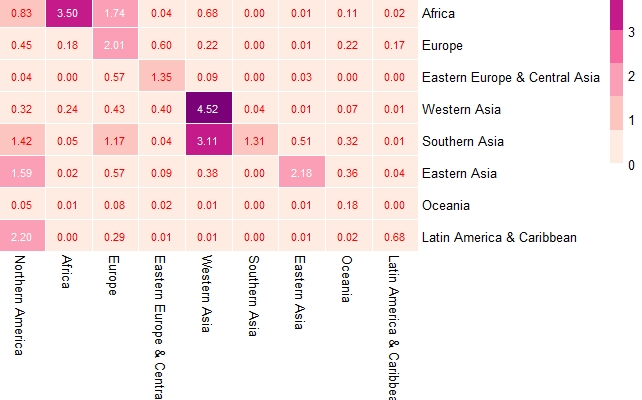 0.83 3.50 1.74 0.04 0.68 0.00 0.01 0.11 0.02 Africa
0.45 0.18 2.01 0.60 0.22 0.00 0.01 0.22 0.17 Europe
0.04 0.00 0.57 1.35 0.09 0.00 0.03 0.00 0.00 Eastern Europe & Central Asia
0.32 0.24 0.43 0.40 4.52 0.04 0.01 0.07 0.01 Western Asia
1.42 0.05 1.17 0.04 3.11 1.31 0.51 0.32 0.01 Southern Asia
1.59 0.02 0.57 0.09 0.38 0.00 2.18 0.36 0.04 Eastern Asia
0.05 0.01 0.08 0.02 0.01 0.00 0.01 0.18 0.00 Oceania
2.20 0.00 0.29 0.01 0.01 0.00 0.01 0.02 0.68 Latin America & Caribbean
3
2
1
0
Northern America
Africa
Europe
Eastern Europe & Centra
Western Asia
Southern Asia
Eastern Asia
Oceania
Latin America & Caribbea